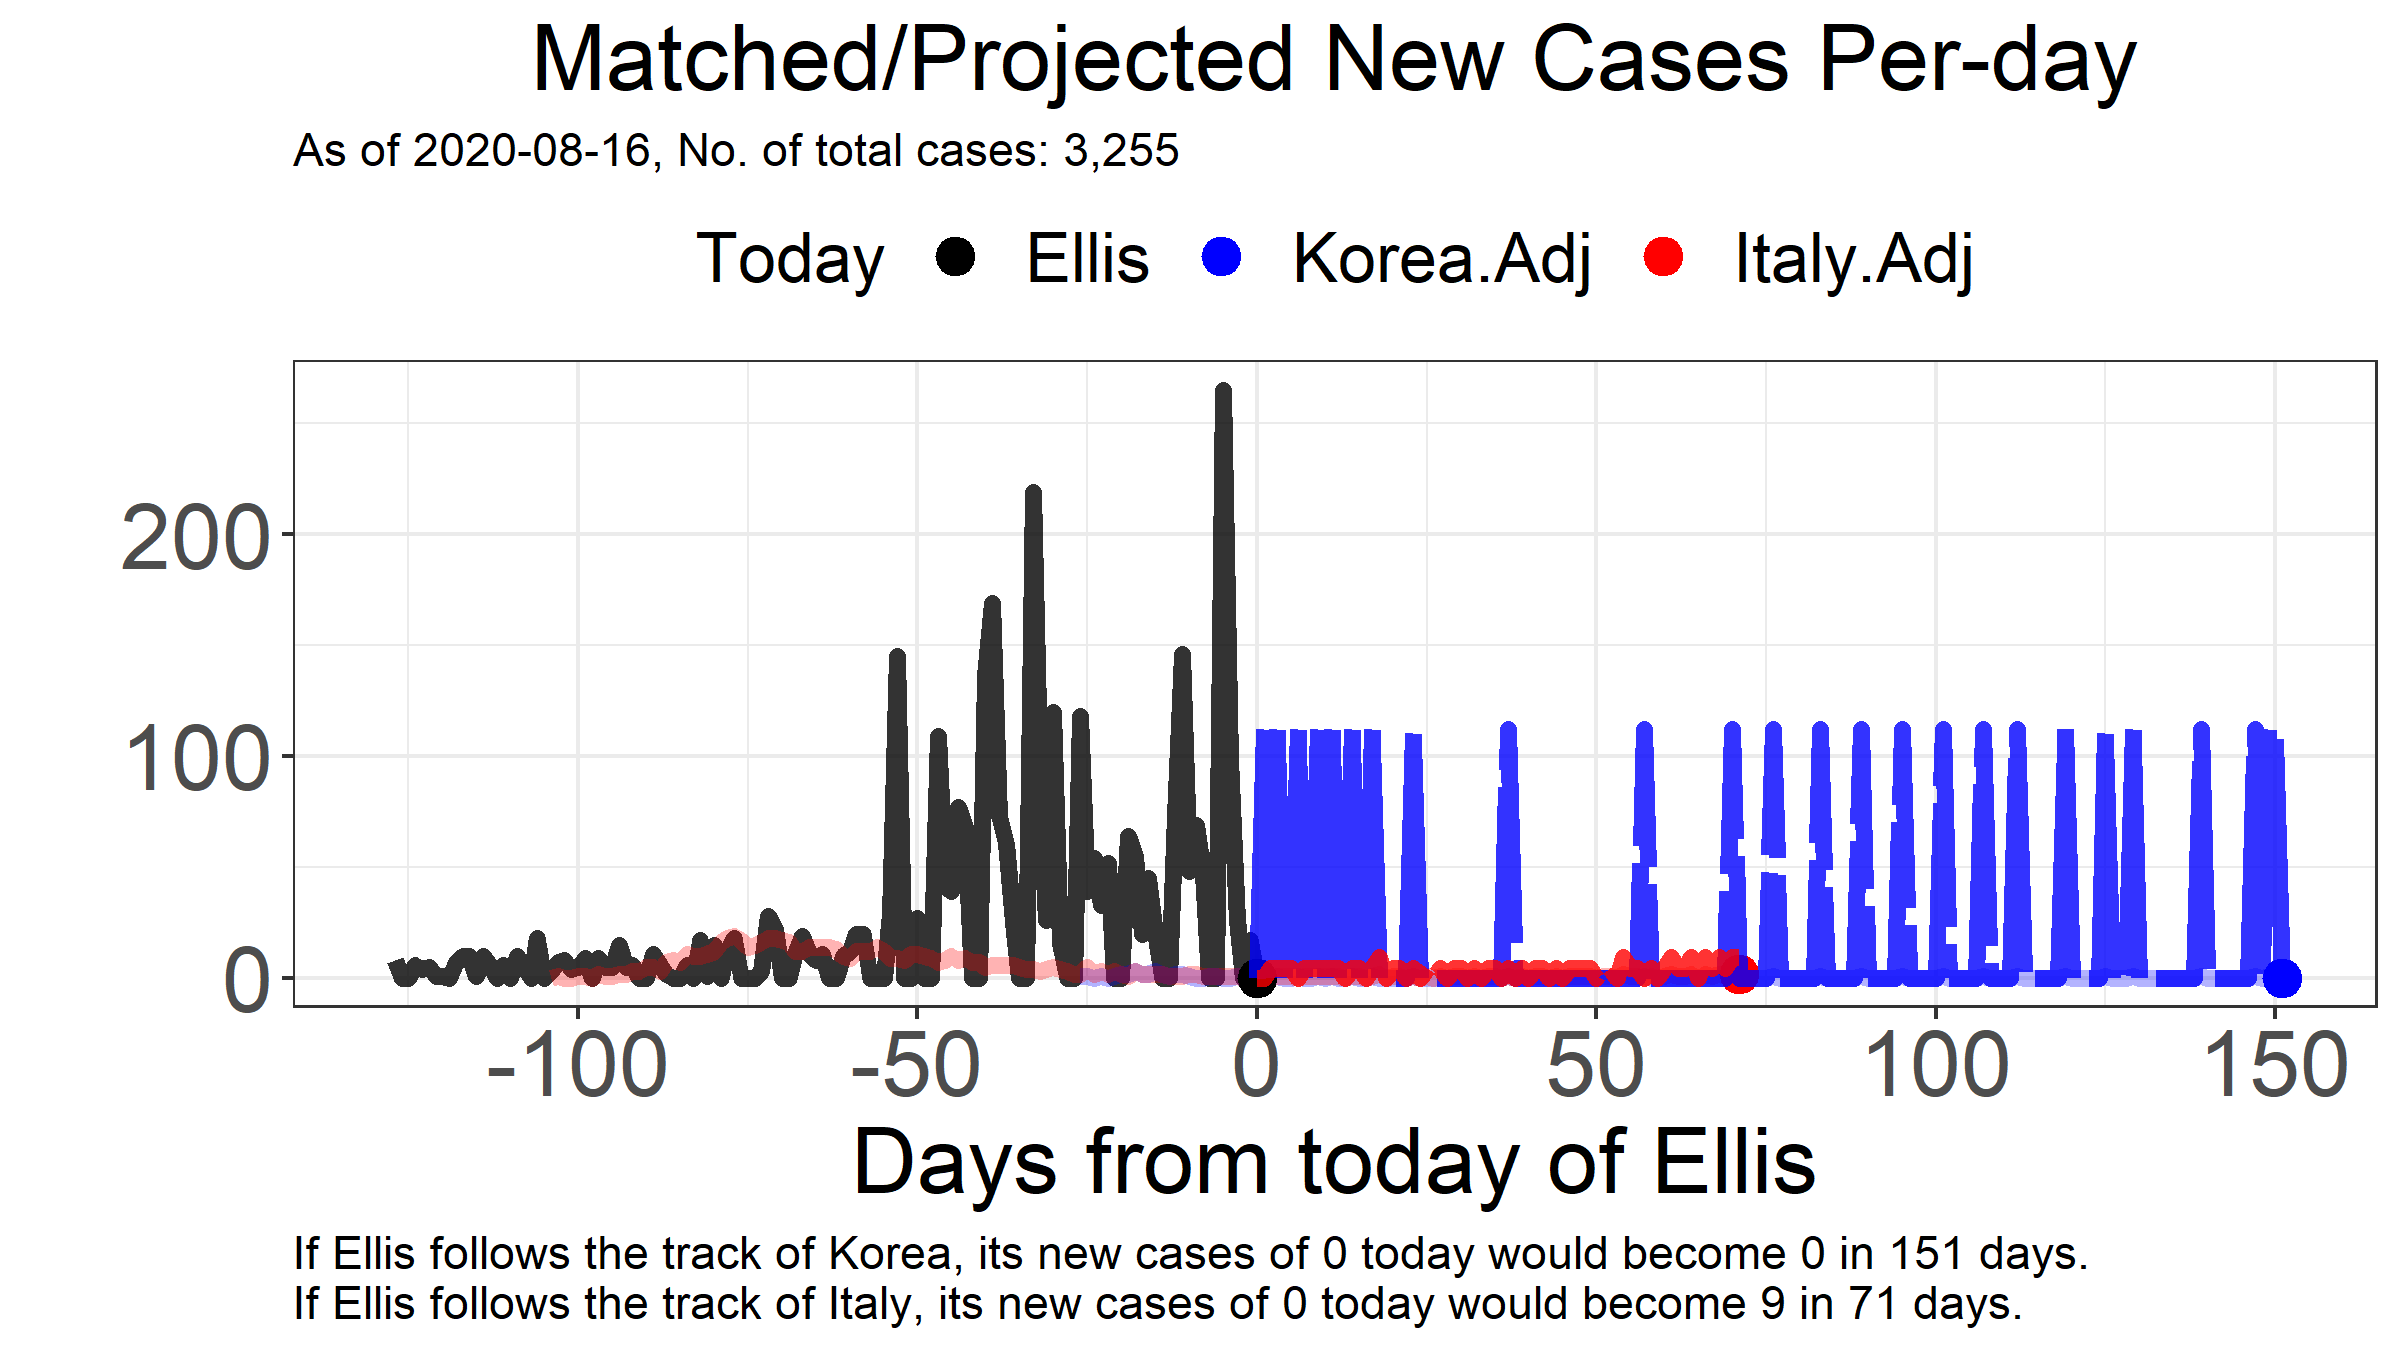 Matched/Projected New Cases Per-day
As of 2020-08-16, No. of total cases: 3,255
Today Ellis Korea.Adj Italy.Adj
200
100
0
-100 -50 0 50 100 150
Days from today of Ellis
If Ellis follows the track of Korea, its new cases of 0 today would become 0 in 151 days.
If Ellis follows the track of Italy, its new cases of 0 today would become 9 in 71 days.